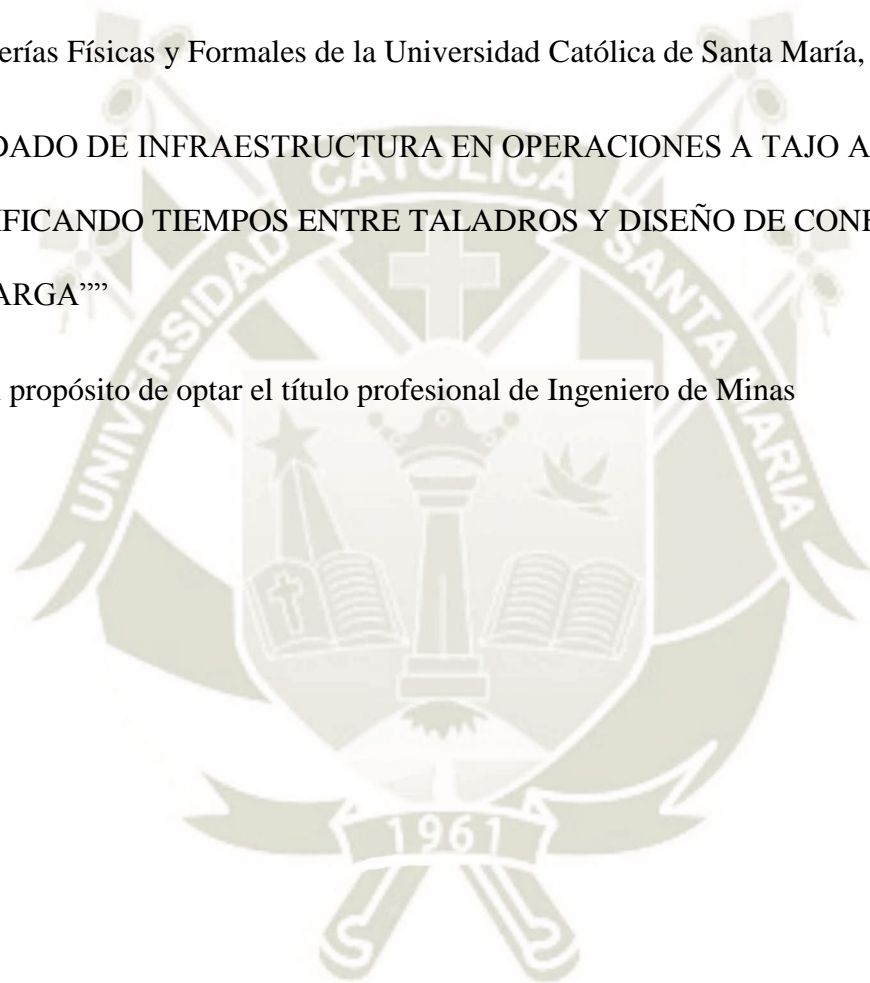 erías Físicas y Formales de la Universidad Católica de Santa María,
DADO DE INFRAESTRUCTURA EN OPERACIONES A TAJO A
IFICANDO TIEMPOS ENTRE TALADROS Y DISEÑO DE CON
ARGA””
propósito de optar el título profesional de Ingeniero de Minas
UNIVERSIDAD CATOLICA SANTA MARIA
1961